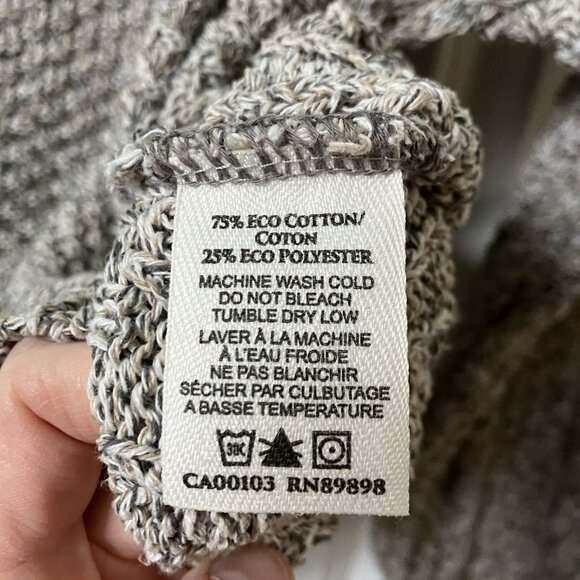 75% ECO COTTON/
COTON
25% ECO POLYESTER
MACHINE WASH COLD
DO NOT BLEACH
TUMBLE DRY LOW
LAVER À LA MACHINE
À L'EAU FROIDE
NE PAS BLANCHIR
SÉCHER PAR CULBUTAGE
A BASSE TEMPERATURE
30C
CA00103 RN89898